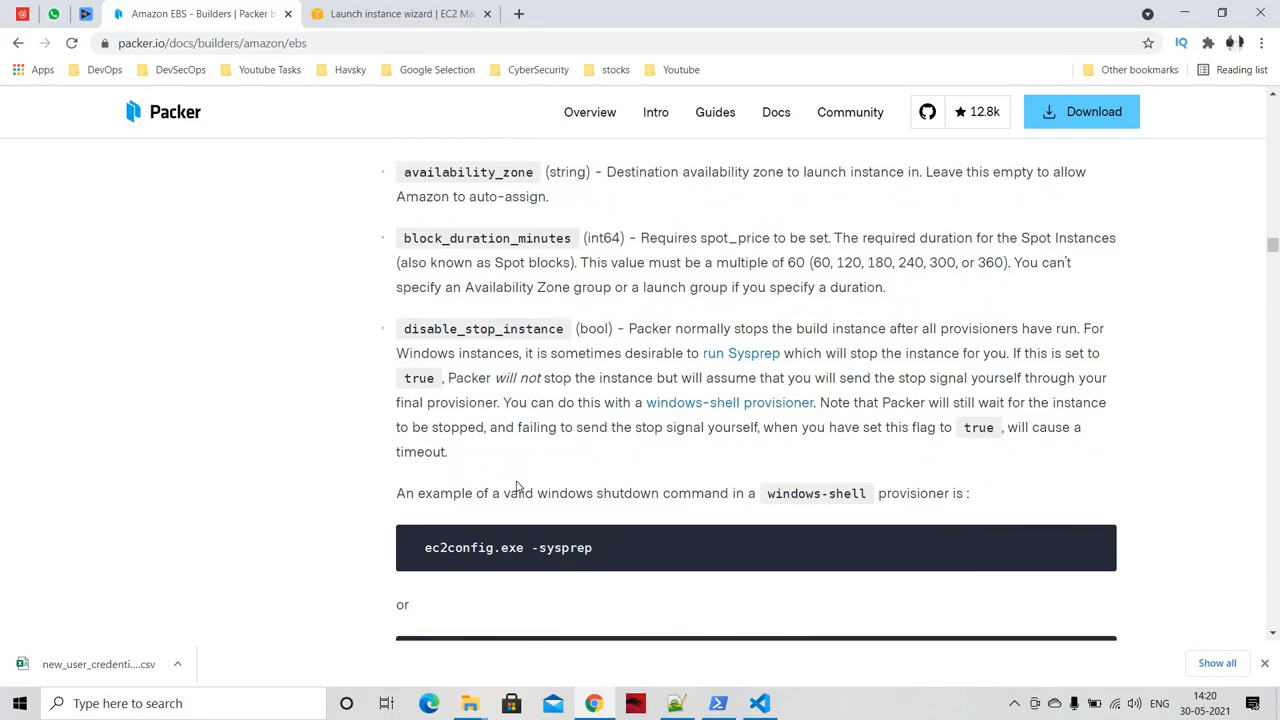 Amazon EBS - Builders | Packer b
Launch instance wizard | EC2 Ma
packer.io/docs/builders/amazon/ebs
Apps
DevOps
DevSecOps
Youtube Tasks
Havsky
Google Selection
CyberSecurity
stocks
Youtube
Other bookmarks
Reading list
Packer
Overview
Intro
Guides
Docs
Community
12.8k
Download
availability_zone (string) - Destination availability zone to launch instance in. Leave this empty to allow
Amazon to auto-assign.
block_duration_minutes (int64) - Requires spot_price to be set. The required duration for the Spot Instances
(also known as Spot blocks). This value must be a multiple of 60 (60, 120, 180, 240, 300, or 360). You can't
specify an Availability Zone group or a launch group if you specify a duration.
disable_stop_instance (bool) - Packer normally stops the build instance after all provisioners have run. For
Windows instances, it is sometimes desirable to run Sysprep which will stop the instance for you. If this is set to
true, Packer will not stop the instance but will assume that you will send the stop signal yourself through your
final provisioner. You can do this with a windows-shell provisioner. Note that Packer will still wait for the instance
to be stopped, and failing to send the stop signal yourself, when you have set this flag to true, will cause a
timeout.
An example of a valid windows shutdown command in a windows-shell provisioner is :
ec2config.exe -sysprep
or
new_user_credenti....csv
Show all
Type here to search
ENG
14:20
30-05-2021